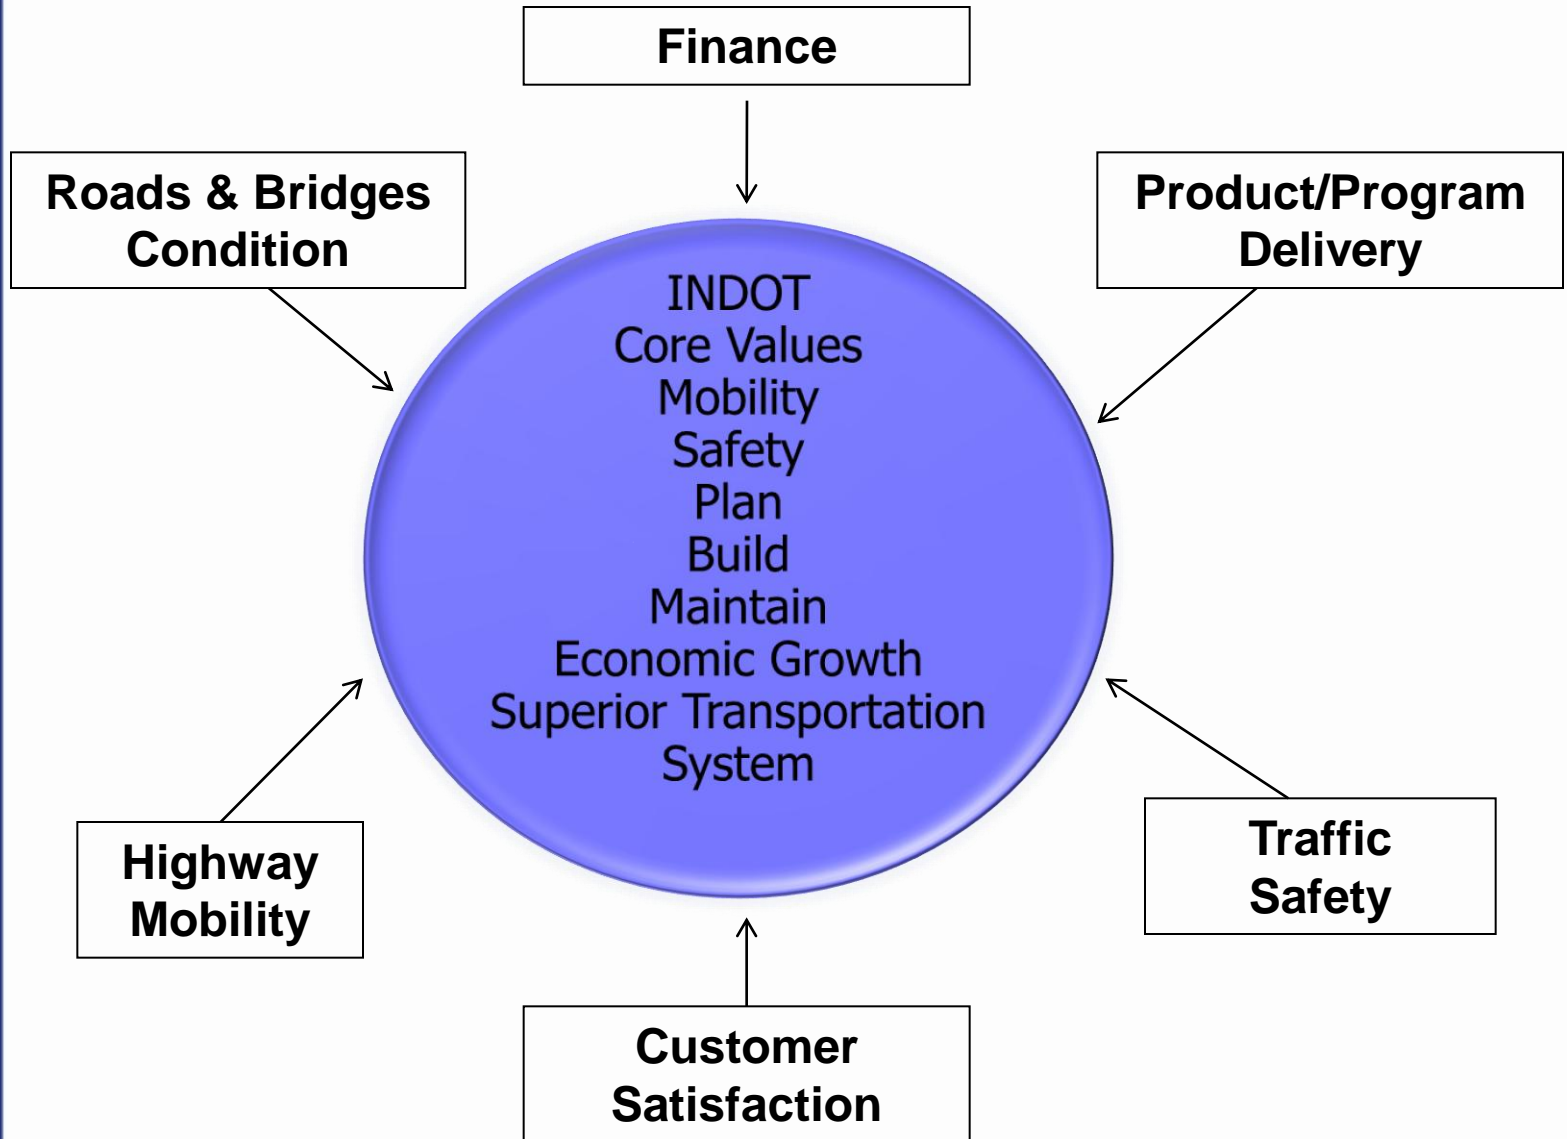 Finance
Roads & Bridges
Condition
Product/Program
Delivery
INDOT
Core Values
Mobility
Safety
Plan
Build
Maintain
Economic Growth
Superior Transportation
System
Highway
Mobility
Traffic
Safety
Customer
Satisfaction